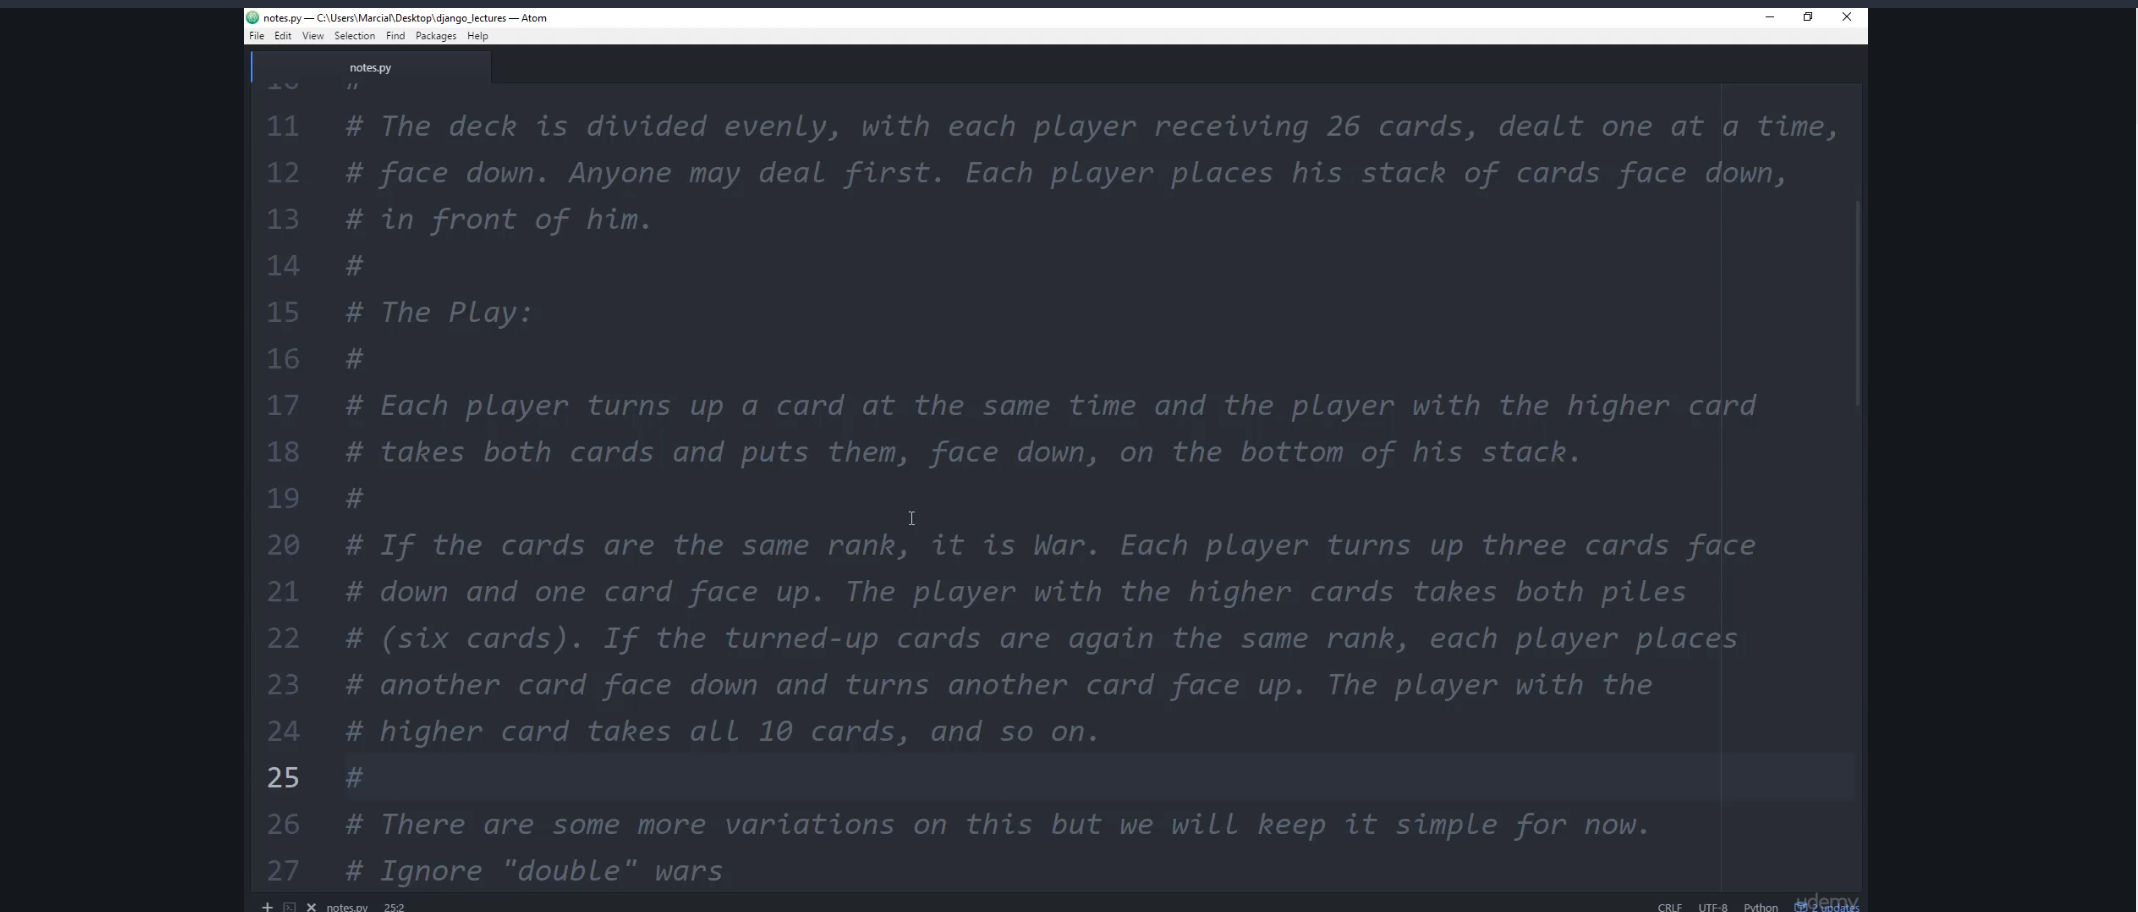 notes.py — C:\Users\Marcial\Desktop\django_lectures — Atom
File Edit View Selection Find Packages Help
notes.py
10 #
11 # The deck is divided evenly, with each player receiving 26 cards, dealt one at a time,
12 # face down. Anyone may deal first. Each player places his stack of cards face down,
13 # in front of him.
14 #
15 # The Play:
16 #
17 # Each player turns up a card at the same time and the player with the higher card
18 # takes both cards and puts them, face down, on the bottom of his stack.
19 #
20 # If the cards are the same rank, it is War. Each player turns up three cards face
21 # down and one card face up. The player with the higher cards takes both piles
22 # (six cards). If the turned-up cards are again the same rank, each player places
23 # another card face down and turns another card face up. The player with the
24 # higher card takes all 10 cards, and so on.
25 #
26 # There are some more variations on this but we will keep it simple for now.
27 # Ignore "double" wars
notes.py 25:2 CRLF UTF-8 Python 2 updates
udemy